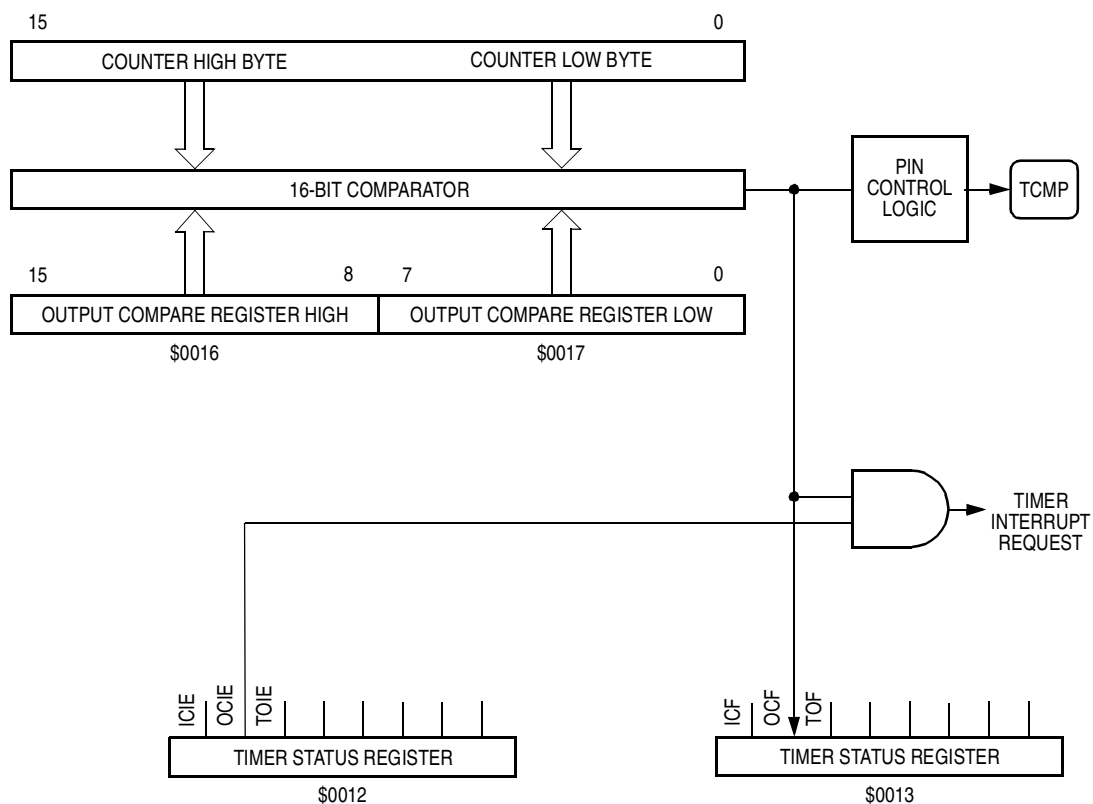 15 0
COUNTER HIGH BYTE COUNTER LOW BYTE
16-BIT COMPARATOR
PIN
CONTROL
LOGIC
TCMP
15 8 7 0
OUTPUT COMPARE REGISTER HIGH OUTPUT COMPARE REGISTER LOW
$0016 $0017
TIMER
INTERRUPT
REQUEST
ICIE OCIE TOIE
TIMER STATUS REGISTER
$0012
ICF OCF TOF
TIMER STATUS REGISTER
$0013